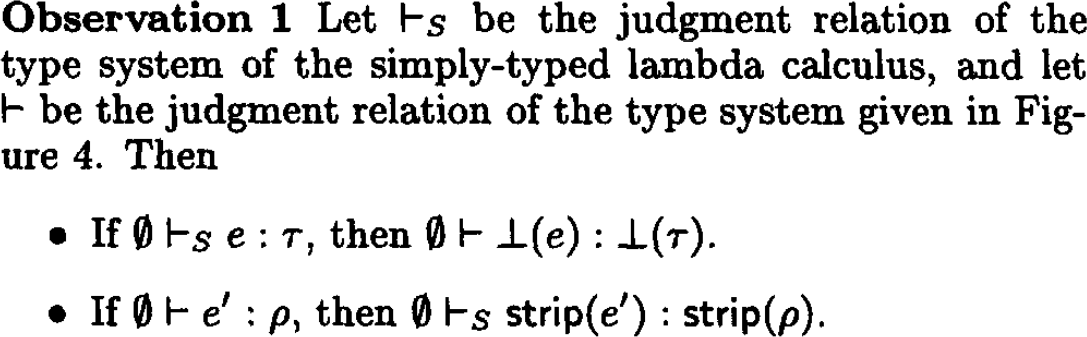 Observation 1 Let ⊢S be the judgment relation of the
type system of the simply-typed lambda calculus, and let
⊢ be the judgment relation of the type system given in Fig-
ure 4. Then
• If ∅ ⊢S e : τ, then ∅ ⊢ ⊥(e) : ⊥(τ).
• If ∅ ⊢ e′ : ρ, then ∅ ⊢S strip(e′) : strip(ρ).